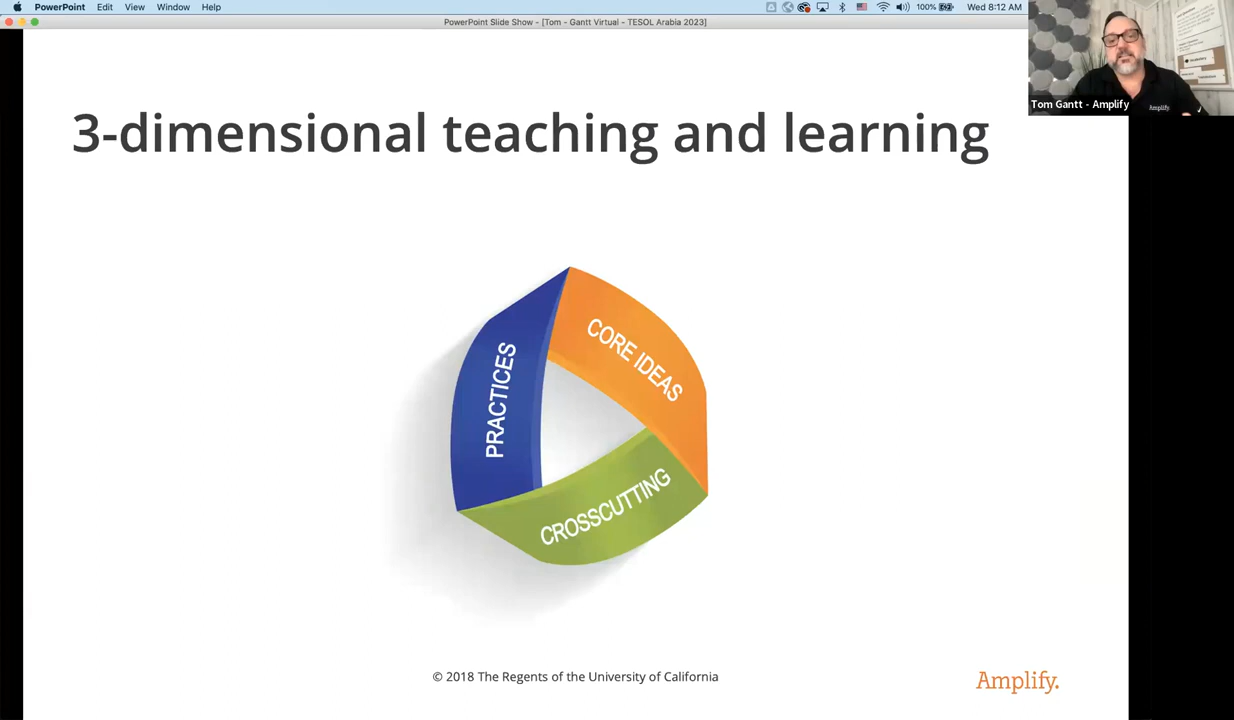 PowerPoint Edit View Window Help 100% Wed 8:12 AM
PowerPoint Slide Show - [Tom - Gantt Virtual - TESOL Arabia 2023]
Tom Gantt - Amplify
Amplify.
3-dimensional teaching and learning
PRACTICES
CORE IDEAS
CROSSCUTTING
© 2018 The Regents of the University of California
Amplify.